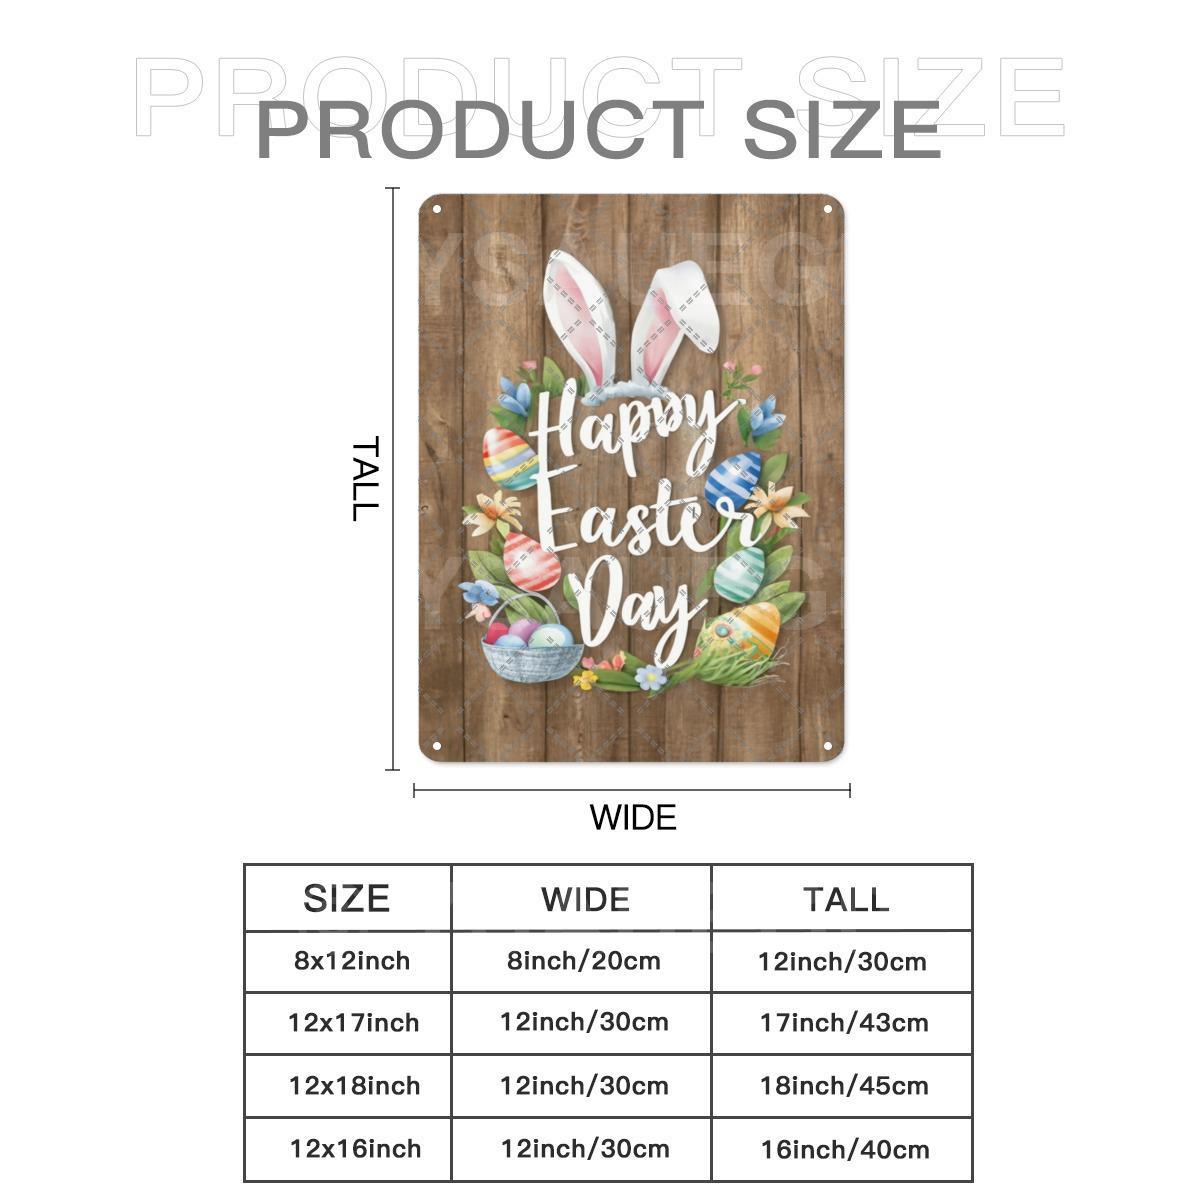 PRODUCT SIZE
PRODUCT SIZE
TALL
Happy
Easter
Day
WIDE
SIZE WIDE TALL
8x12inch 8inch/20cm 12inch/30cm
12x17inch 12inch/30cm 17inch/43cm
12x18inch 12inch/30cm 18inch/45cm
12x16inch 12inch/30cm 16inch/40cm